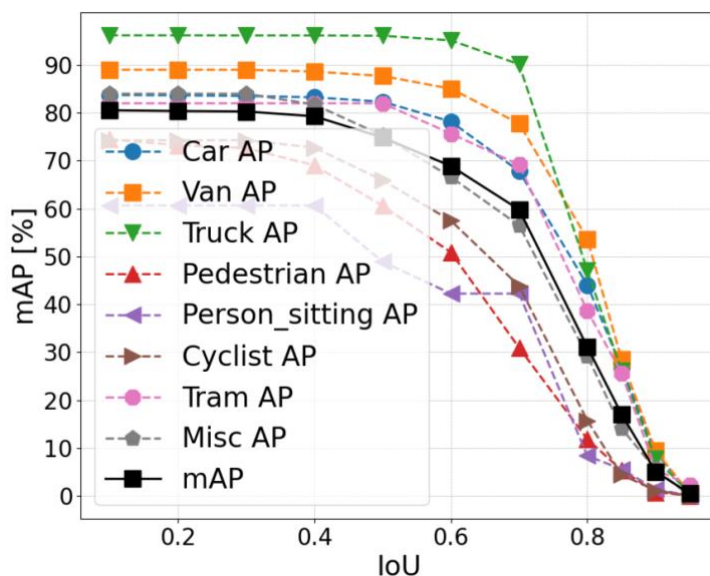 mAP [%]
90
80
70
60
50
40
30
20
10
0
Car AP
Van AP
Truck AP
Pedestrian AP
Person_sitting AP
Cyclist AP
Tram AP
Misc AP
mAP
0.2 0.4 0.6 0.8
IoU